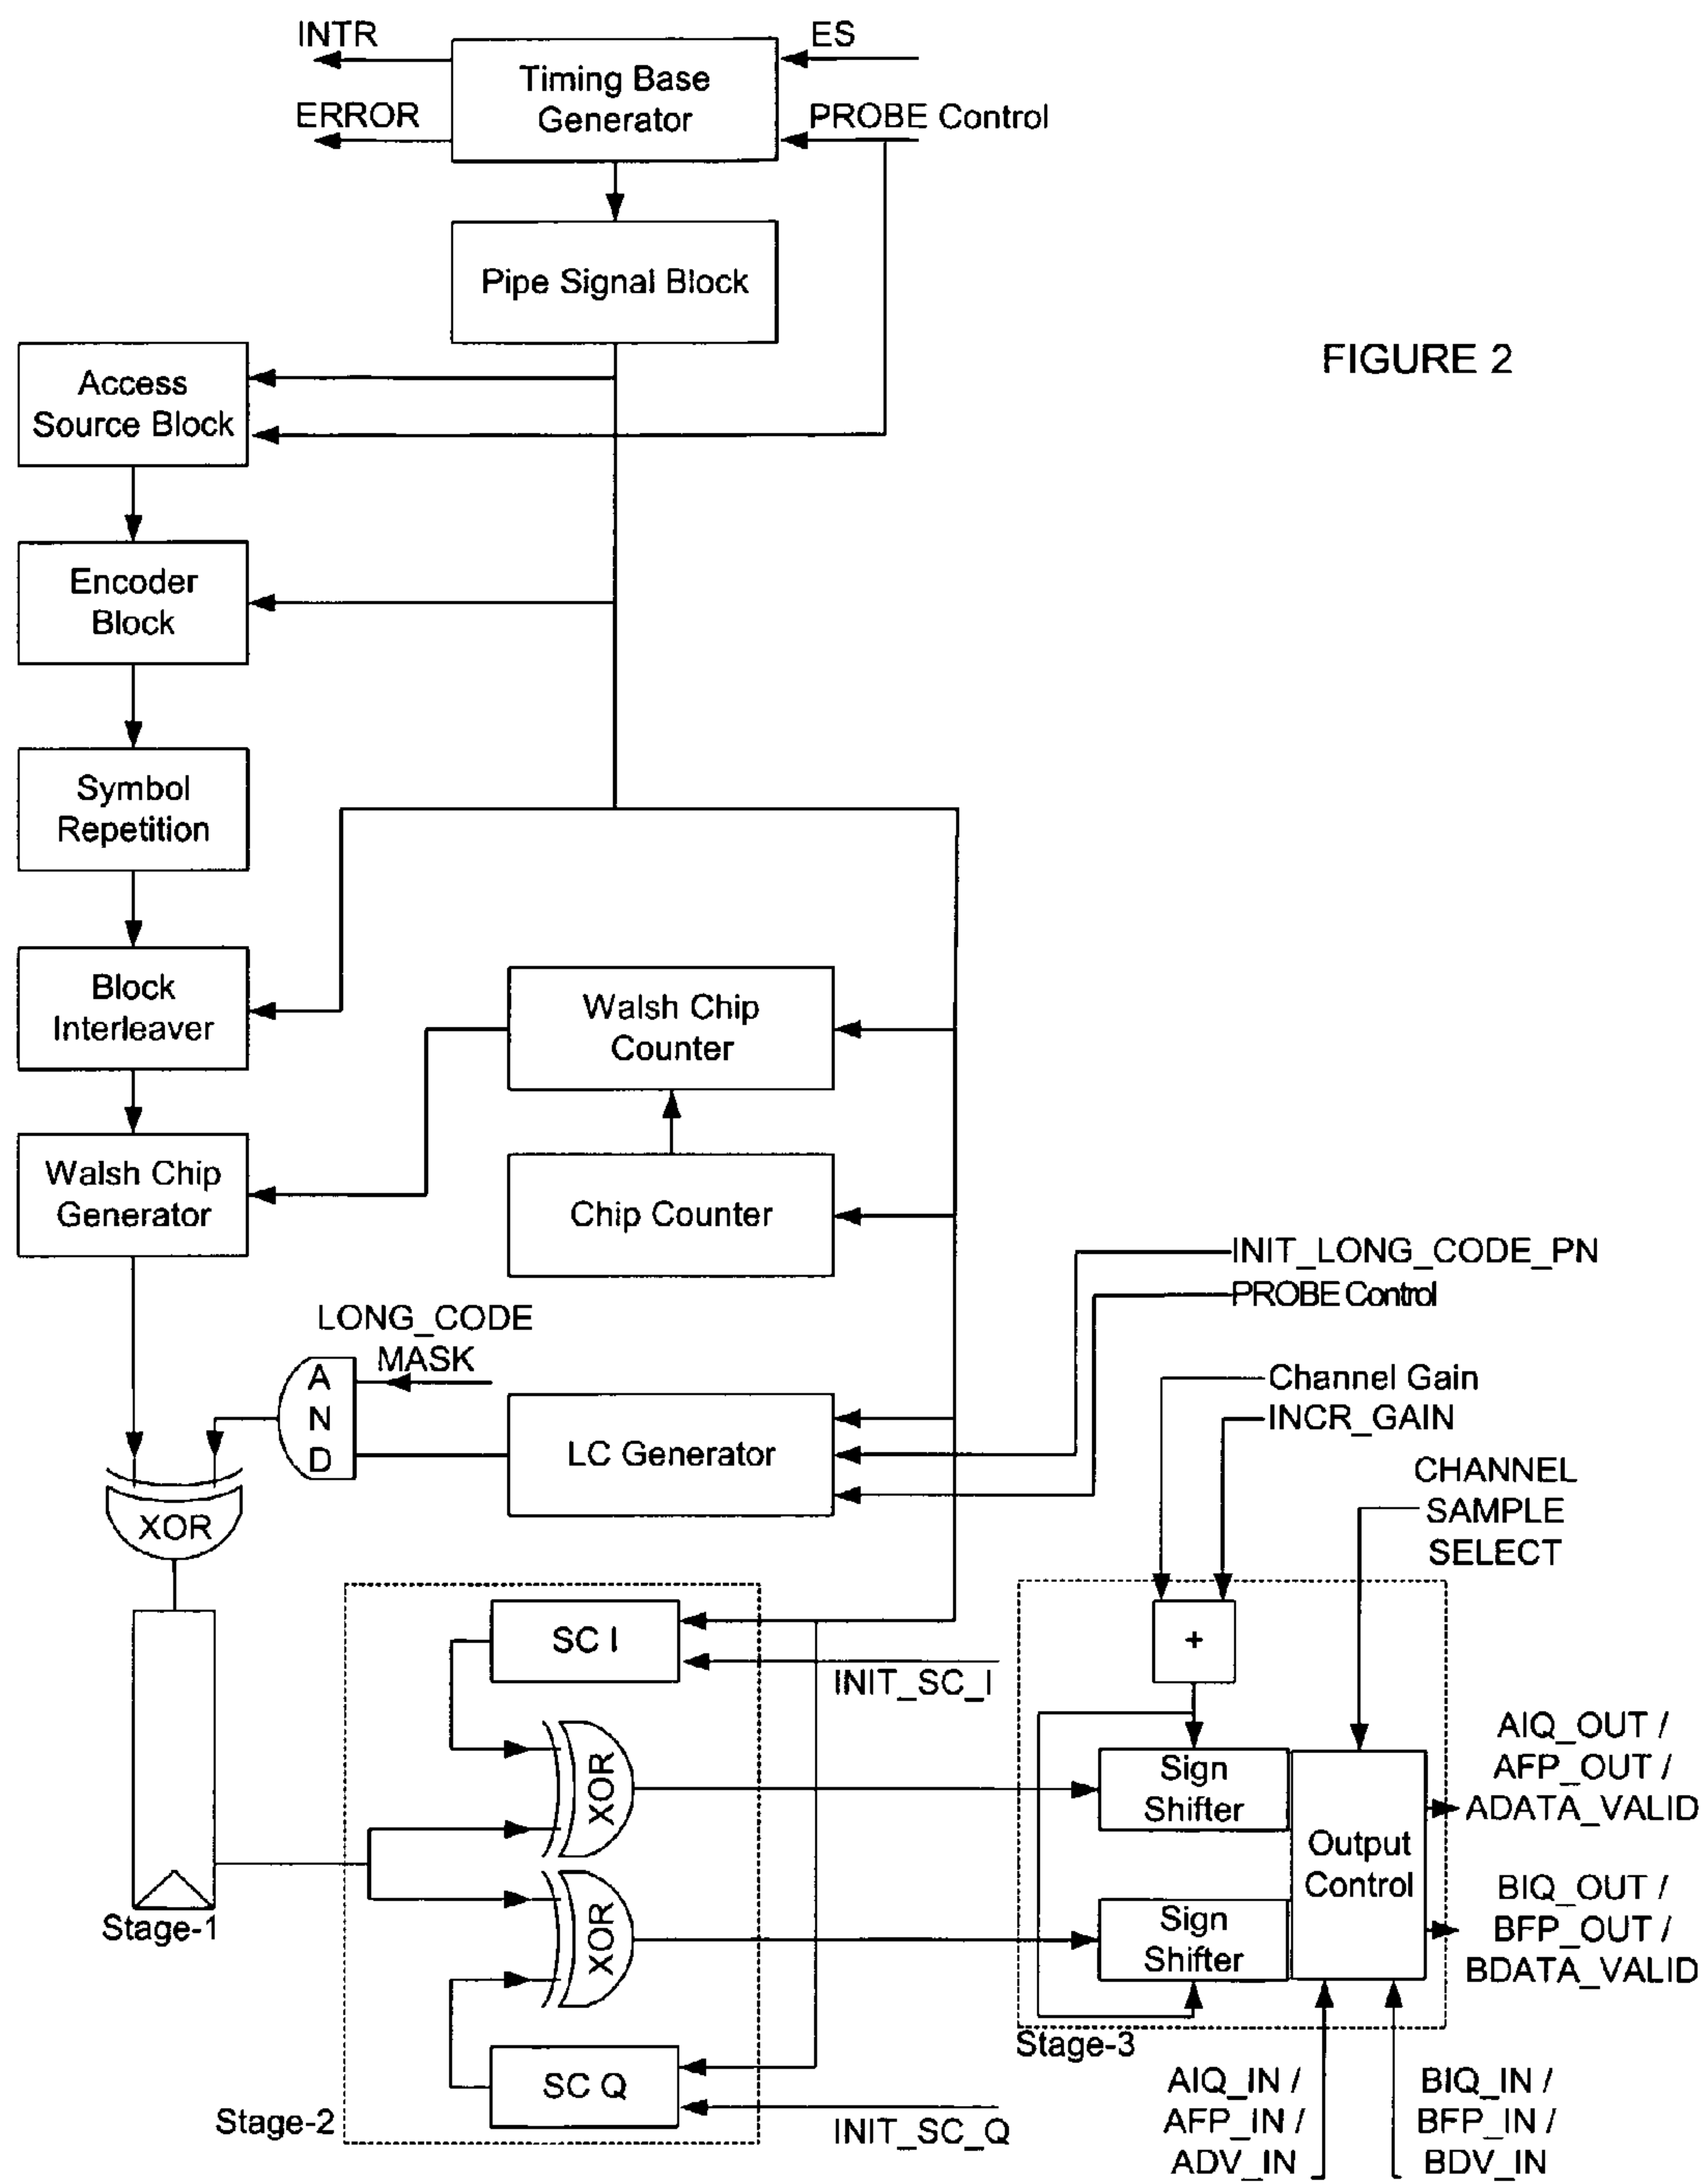 INTR
ERROR
Timing Base
Generator
ES
PROBE Control
Pipe Signal Block
FIGURE 2
Access
Source Block
Encoder
Block
Symbol
Repetition
Block
Interleaver
Walsh Chip
Counter
Walsh Chip
Generator
Chip Counter
INIT_LONG_CODE_PN
PROBE Control
LONG_CODE
MASK
A
N
D
LC Generator
Channel Gain
INCR_GAIN
CHANNEL
SAMPLE
SELECT
XOR
Stage-1
SC I
INIT_SC_I
XOR
XOR
SC Q
INIT_SC_Q
Stage-2
+
Sign
Shifter
Sign
Shifter
Output
Control
Stage-3
AIQ_OUT /
AFP_OUT /
ADATA_VALID
BIQ_OUT /
BFP_OUT /
BDATA_VALID
AIQ_IN /
AFP_IN /
ADV_IN
BIQ_IN /
BFP_IN /
BDV_IN